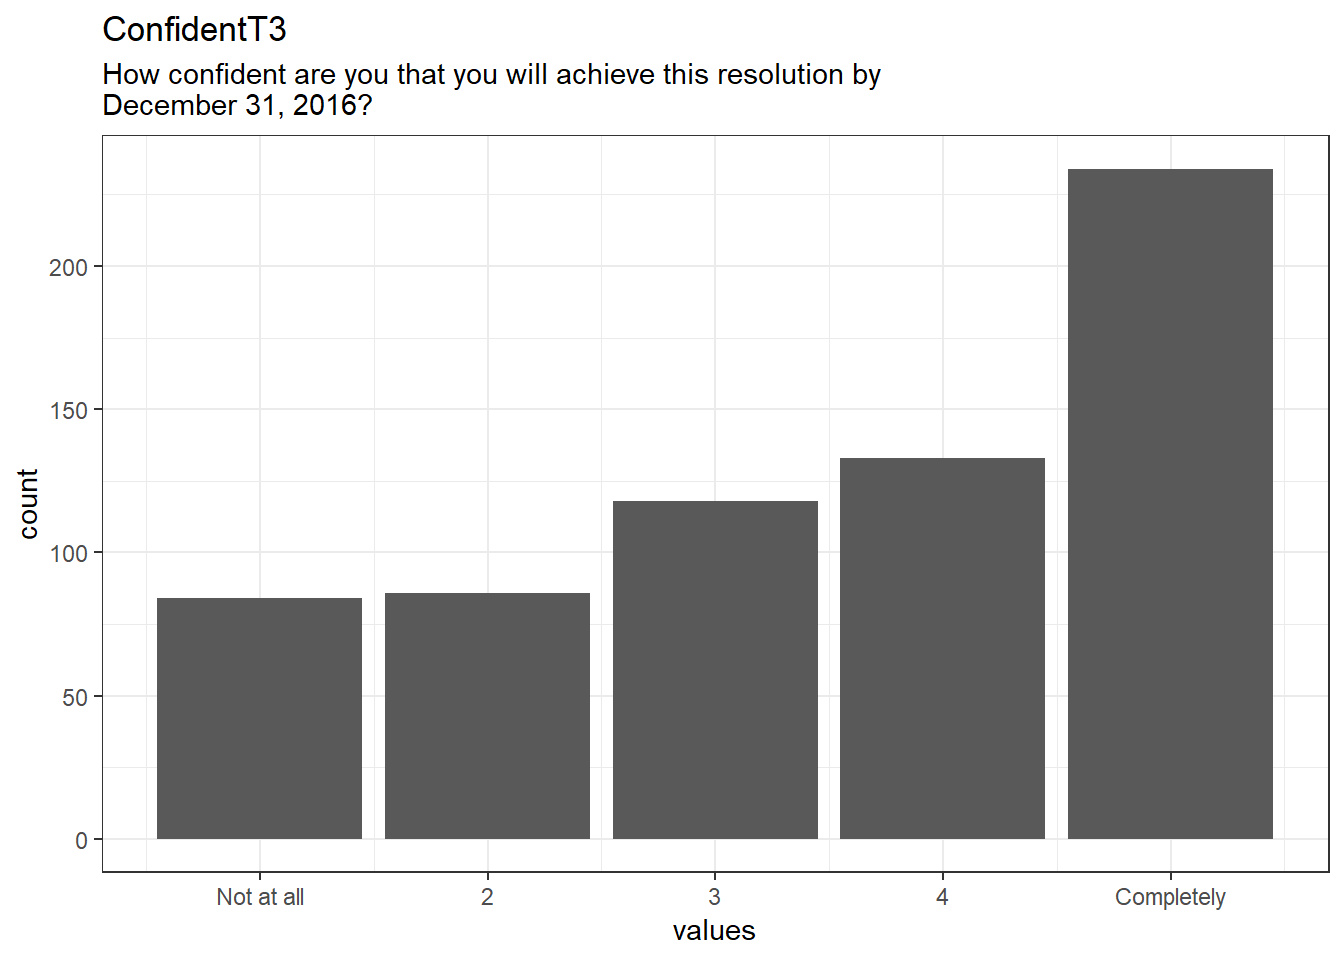 ConfidentT3
How confident are you that you will achieve this resolution by
December 31, 2016?
count
200
150
100
50
0
Not at all 2 3 4 Completely
values